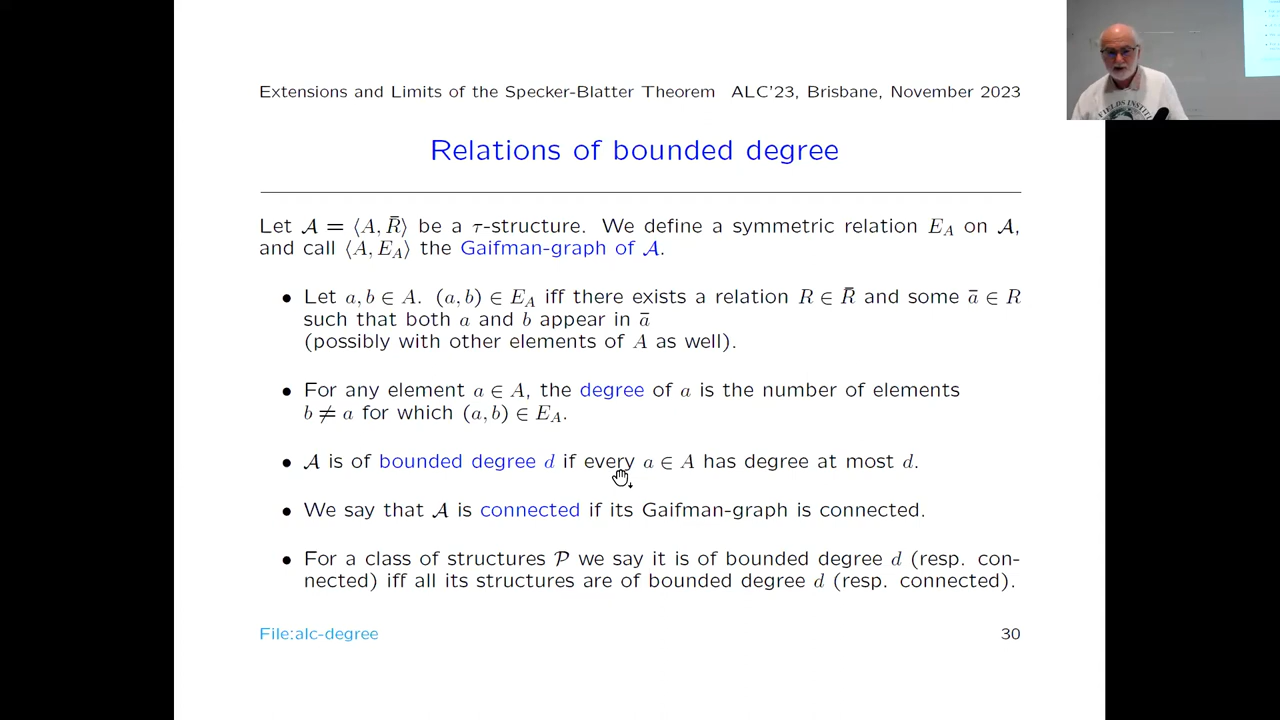 Extensions and Limits of the Specker-Blatter Theorem ALC'23, Brisbane, November 2023
Relations of bounded degree
Let 𝒜 = ⟨A, R̄⟩ be a τ-structure. We define a symmetric relation E_A on 𝒜,
and call ⟨A, E_A⟩ the Gaifman-graph of 𝒜.
• Let a, b ∈ A. (a, b) ∈ E_A iff there exists a relation R ∈ R̄ and some ā ∈ R
such that both a and b appear in ā
(possibly with other elements of A as well).
• For any element a ∈ A, the degree of a is the number of elements
b ≠ a for which (a, b) ∈ E_A.
• 𝒜 is of bounded degree d if every a ∈ A has degree at most d.
• We say that 𝒜 is connected if its Gaifman-graph is connected.
• For a class of structures 𝒫 we say it is of bounded degree d (resp. con-
nected) iff all its structures are of bounded degree d (resp. connected).
File:alc-degree
30